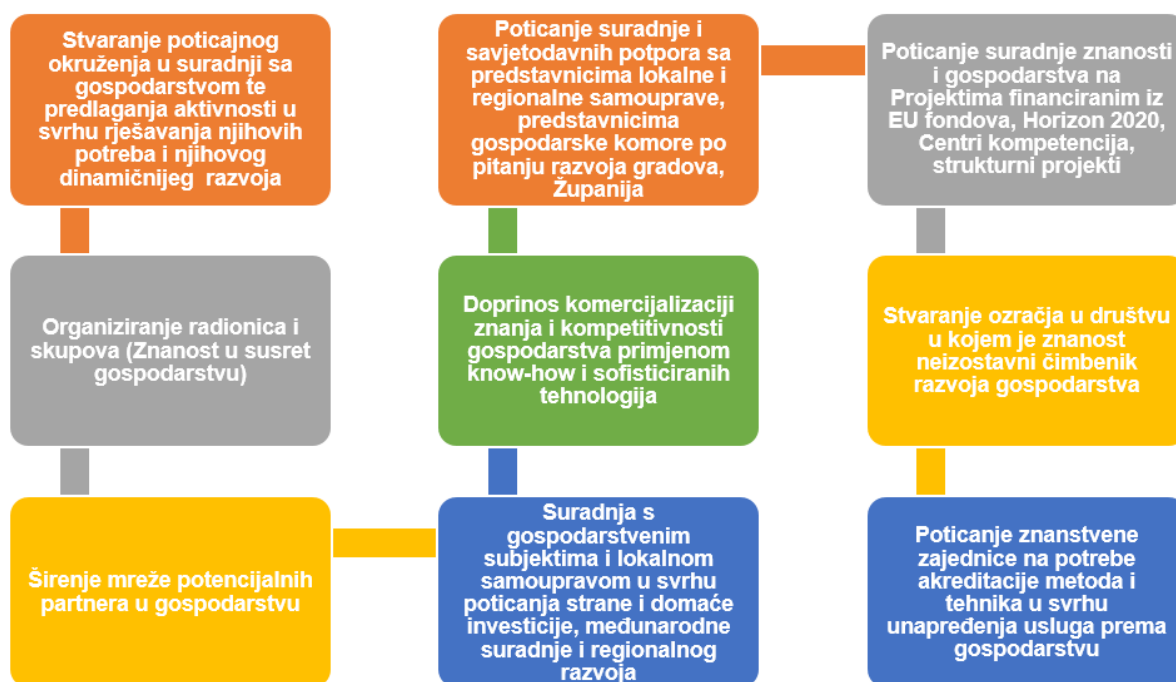 Stvaranje poticajnog
okruženja u suradnji sa
gospodarstvom te
predlaganja aktivnosti u
svrhu rješavanja njihovih
potreba i njihovog
dinamičnijeg  razvoja
Organiziranje radionica i
skupova (Znanost u susret
gospodarstvu)
Širenje mreže potencijalnih
partnera u gospodarstvu
Suradnja s
gospodarstvenim
subjektima i lokalnom
samoupravom u svrhu
poticanja strane i domaće
investicije, međunarodne
suradnje i regionalnog
razvoja
Doprinos komercijalizaciji
znanja i kompetitivnosti
gospodarstva primjenom
know-how i sofisticiranih
tehnologija
Poticanje suradnje i
savjetodavnih potpora sa
predstavnicima lokalne i
regionalne samouprave,
predstavnicima
gospodarske komore po
pitanju razvoja gradova,
Županija
Poticanje suradnje znanosti
i gospodarstva na
Projektima financiranim iz
EU fondova, Horizon 2020,
Centri kompetencija,
strukturni projekti
Stvaranje ozračja u društvu
u kojem je znanost
neizostavni čimbenik
razvoja gospodarstva
Poticanje znanstvene
zajednice na potrebe
akreditacije metoda i
tehnika u svrhu
unapređenja usluga prema
gospodarstvu